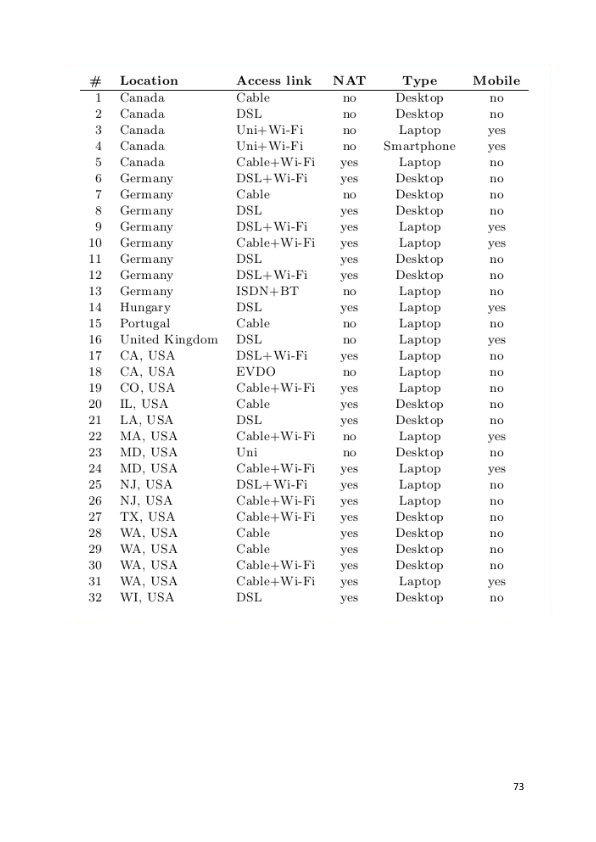 # Location Access link NAT Type Mobile
1 Canada Cable no Desktop no
2 Canada DSL no Desktop no
3 Canada Uni+Wi-Fi no Laptop yes
4 Canada Uni+Wi-Fi no Smartphone yes
5 Canada Cable+Wi-Fi yes Laptop no
6 Germany DSL+Wi-Fi yes Desktop no
7 Germany Cable no Desktop no
8 Germany DSL yes Desktop no
9 Germany DSL+Wi-Fi yes Laptop yes
10 Germany Cable+Wi-Fi yes Laptop yes
11 Germany DSL yes Desktop no
12 Germany DSL+Wi-Fi yes Desktop no
13 Germany ISDN+BT no Laptop no
14 Hungary DSL yes Laptop yes
15 Portugal Cable no Laptop no
16 United Kingdom DSL no Laptop yes
17 CA, USA DSL+Wi-Fi yes Laptop no
18 CA, USA EVDO no Laptop no
19 CO, USA Cable+Wi-Fi yes Laptop no
20 IL, USA Cable yes Desktop no
21 LA, USA DSL yes Desktop no
22 MA, USA Cable+Wi-Fi no Laptop yes
23 MD, USA Uni no Desktop no
24 MD, USA Cable+Wi-Fi yes Laptop yes
25 NJ, USA DSL+Wi-Fi yes Laptop no
26 NJ, USA Cable+Wi-Fi yes Laptop no
27 TX, USA Cable+Wi-Fi yes Desktop no
28 WA, USA Cable yes Desktop no
29 WA, USA Cable yes Desktop no
30 WA, USA Cable+Wi-Fi yes Desktop no
31 WA, USA Cable+Wi-Fi yes Laptop yes
32 WI, USA DSL yes Desktop no
73